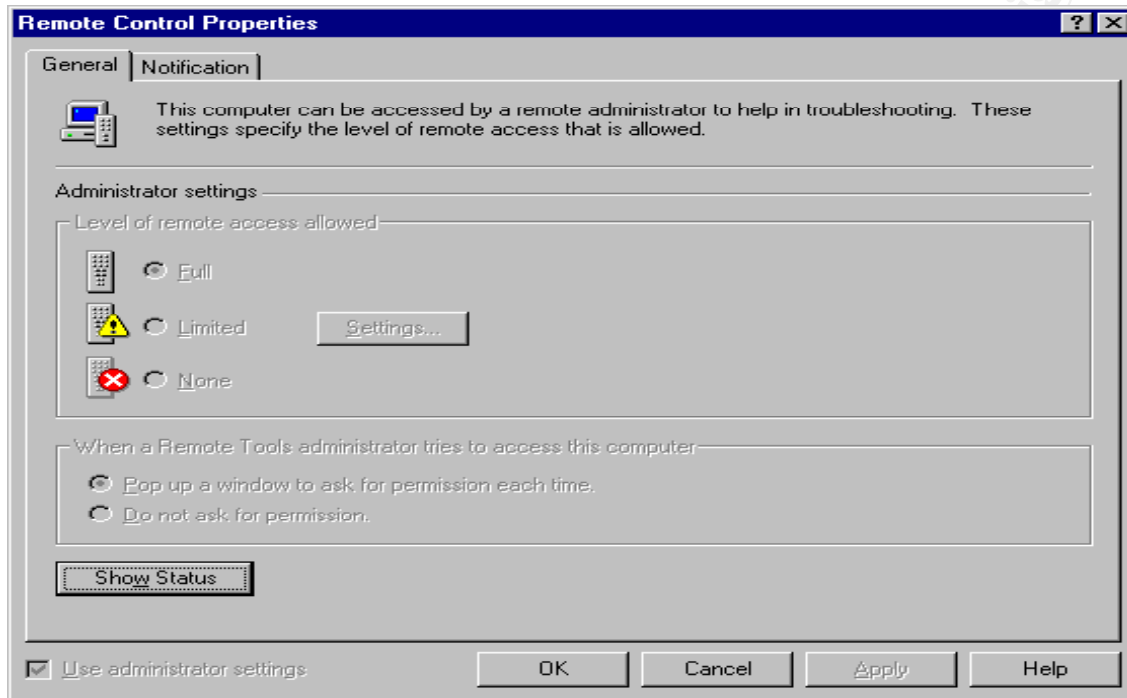 Remote Control Properties
General
Notification
This computer can be accessed by a remote administrator to help in troubleshooting. These
settings specify the level of remote access that is allowed.
Administrator settings
Level of remote access allowed
Full
Limited
Settings...
None
When a Remote Tools administrator tries to access this computer
Pop up a window to ask for permission each time.
Do not ask for permission.
Show Status
Use administrator settings
OK
Cancel
Apply
Help